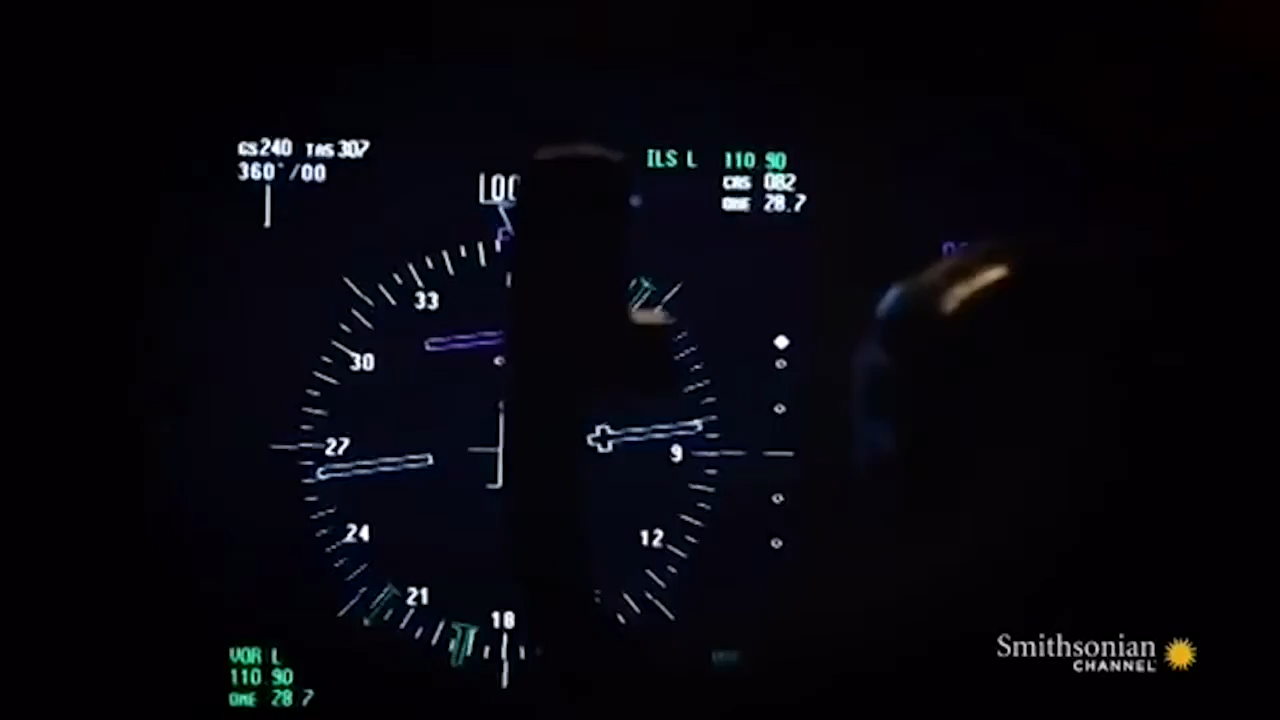 GS240 TAS307
360°/00
ILS L 110 90
CRS 082
DME 28.7
33
30
27
9
24
12
21
18
VOR L
110 90
DME 28 7
Smithsonian
CHANNEL